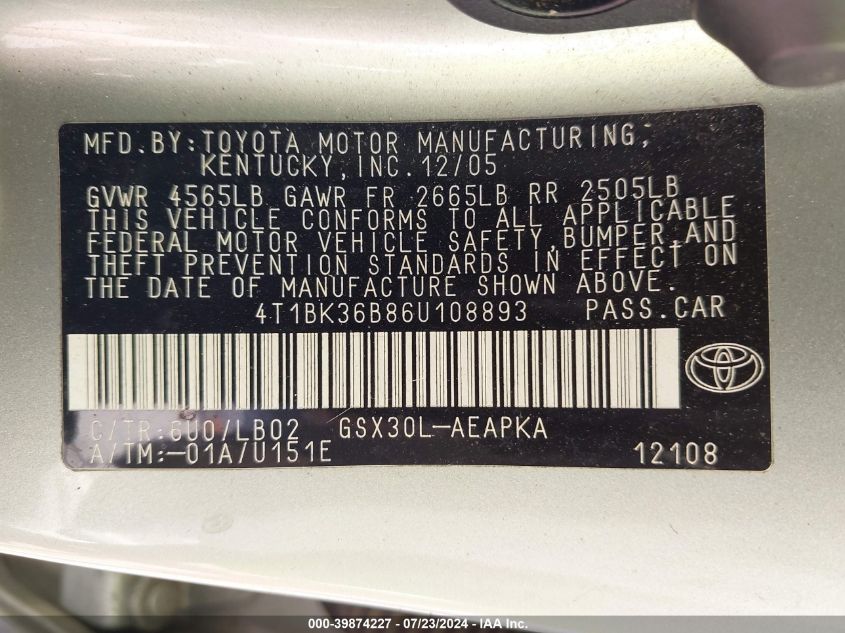 MFD.BY:TOYOTA MOTOR MANUFACTURING,
KENTUCKY,INC.12/05
GVWR 4565LB GAWR FR 2665LB RR 2505LB
THIS VEHICLE CONFORMS TO ALL APPLICABLE
FEDERAL MOTOR VEHICLE SAFETY,BUMPER,AND
THEFT PREVENTION STANDARDS IN EFFECT ON
THE DATE OF MANUFACTURE SHOWN ABOVE.
4T1BK36B86U108893 PASS.CAR
C/TR:6U0/LB02 GSX30L-AEAPKA
A/TM:-01A/U151E 12108
000-39874227 - 07/23/2024 - IAA Inc.